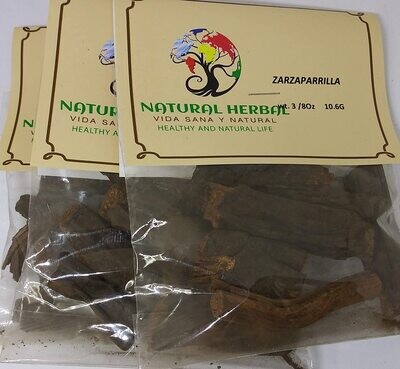 ZARZAPARRILLA
wt. 3 /8Oz 10.6G
NATURAL HERBAL
VIDA SANA Y NATURAL
HEALTHY AND NATURAL LIFE